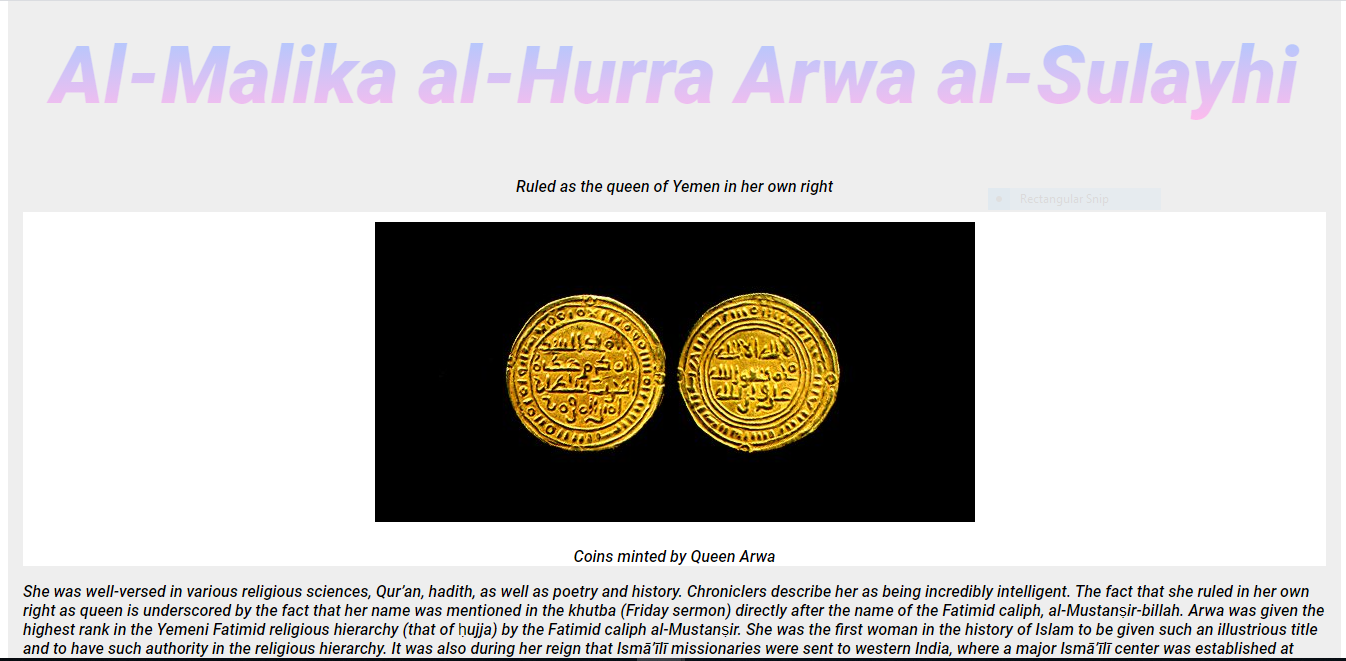 Al-Malika al-Hurra Arwa al-Sulayhi
Ruled as the queen of Yemen in her own right
Rectangular Snip
Coins minted by Queen Arwa
She was well-versed in various religious sciences, Qur’an, hadith, as well as poetry and history. Chroniclers describe her as being incredibly intelligent. The fact that she ruled in her own
right as queen is underscored by the fact that her name was mentioned in the khutba (Friday sermon) directly after the name of the Fatimid caliph, al-Mustanṣir-billah. Arwa was given the
highest rank in the Yemeni Fatimid religious hierarchy (that of ḥujja) by the Fatimid caliph al-Mustanṣir. She was the first woman in the history of Islam to be given such an illustrious title
and to have such authority in the religious hierarchy. It was also during her reign that Ismā’īlī missionaries were sent to western India, where a major Ismā’īlī center was established at